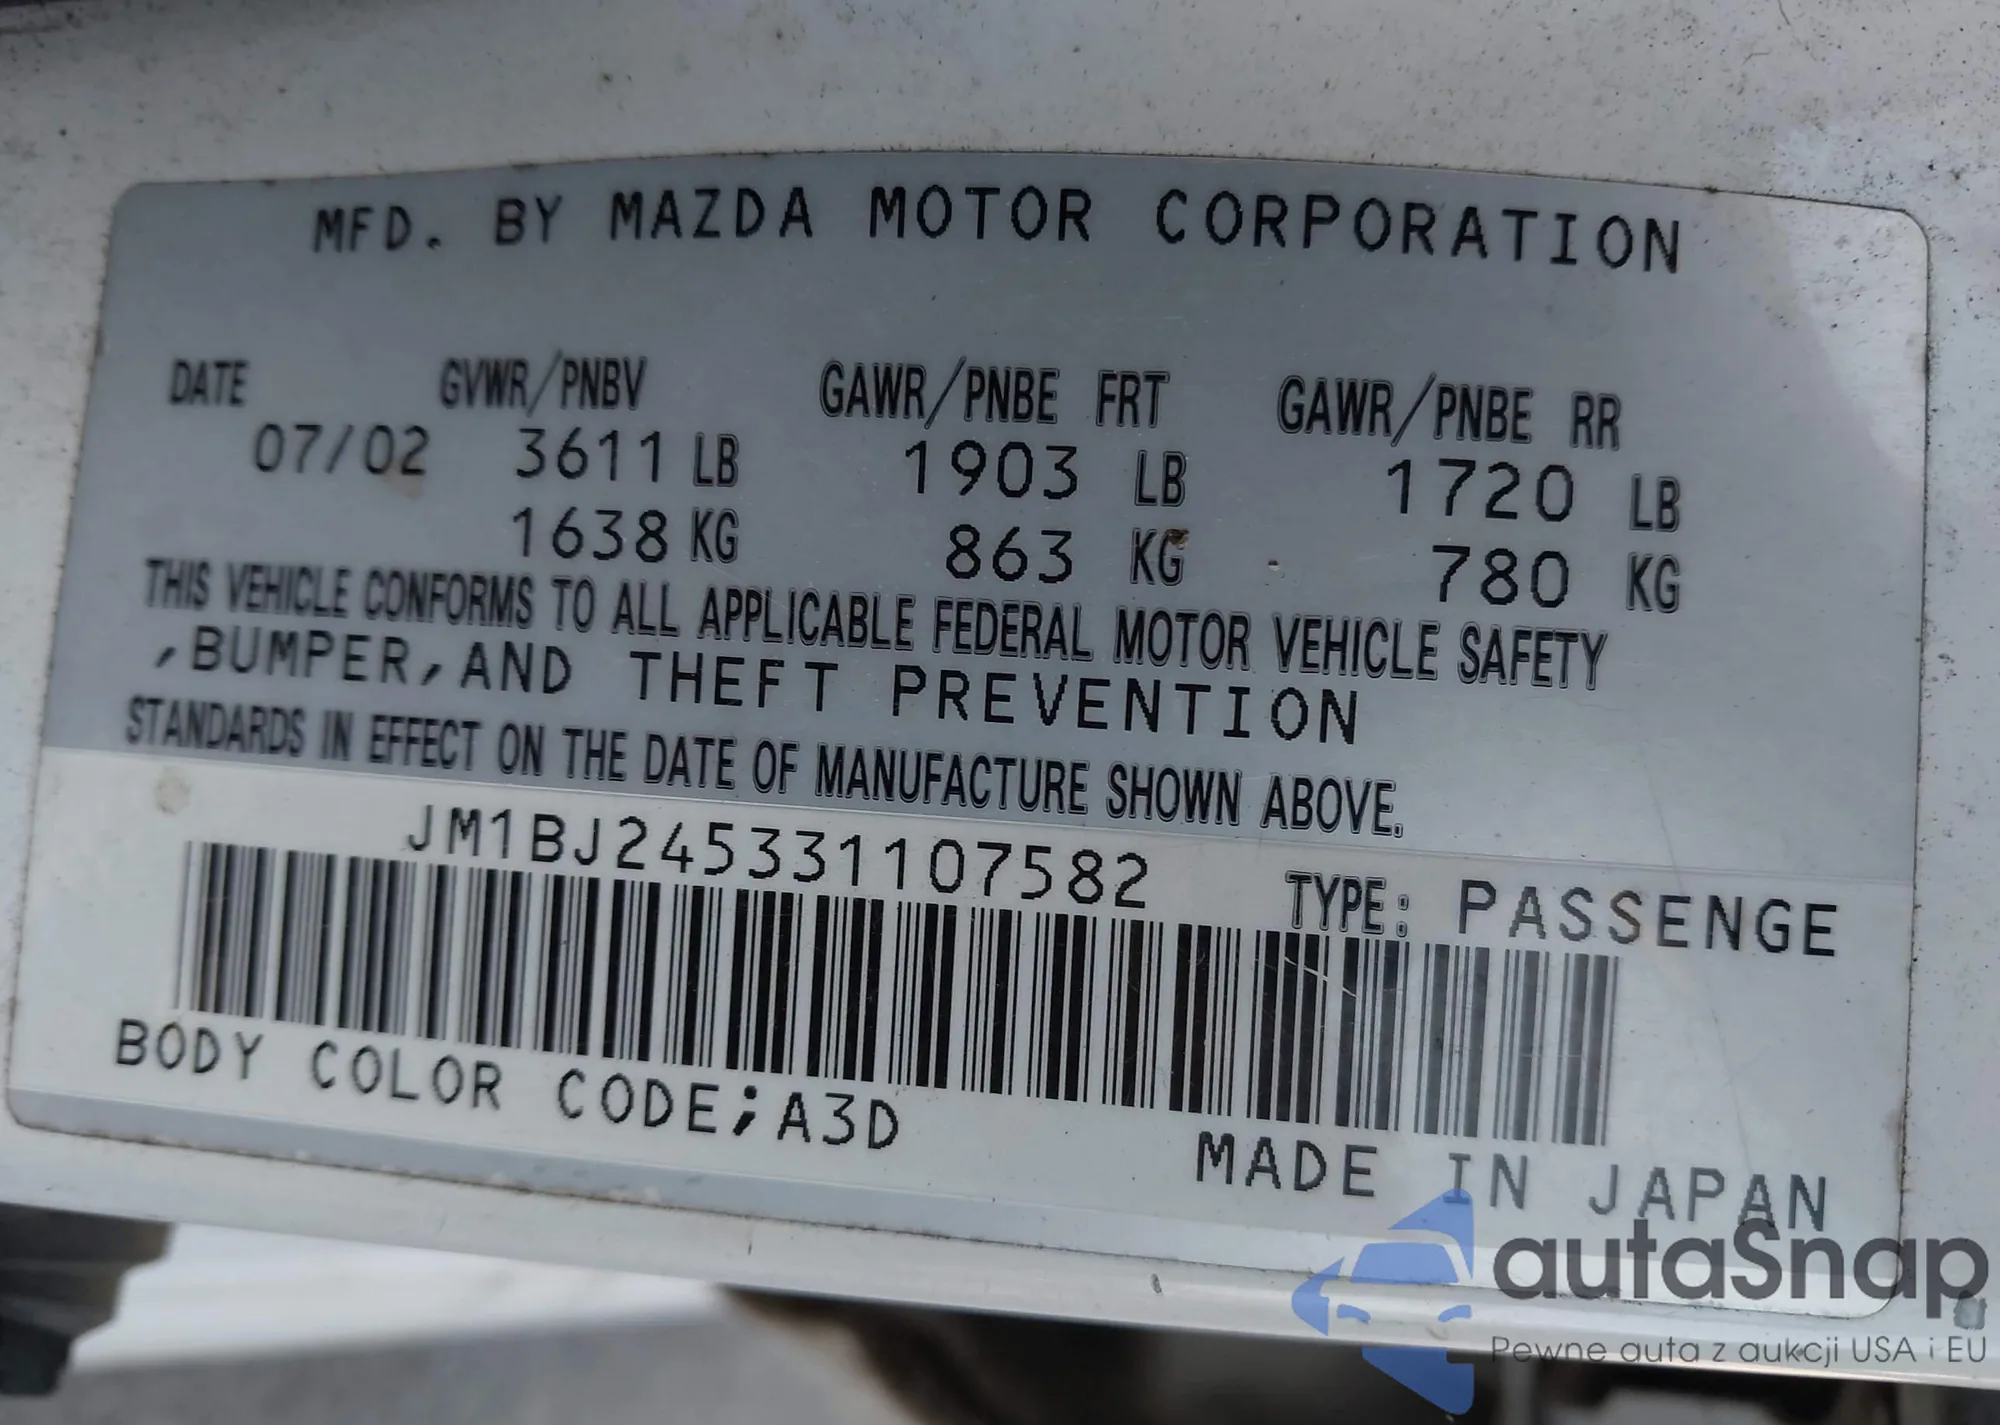 MFD. BY MAZDA MOTOR CORPORATION
DATE GVWR/PNBV GAWR/PNBE FRT GAWR/PNBE RR
07/02 3611 LB 1903 LB 1720 LB
1638 KG 863 KG 780 KG
THIS VEHICLE CONFORMS TO ALL APPLICABLE FEDERAL MOTOR VEHICLE SAFETY
,BUMPER,AND THEFT PREVENTION
STANDARDS IN EFFECT ON THE DATE OF MANUFACTURE SHOWN ABOVE.
JM1BJ245331107582 TYPE: PASSENGE
BODY COLOR CODE;A3D
MADE IN JAPAN
autaSnap
Pewne auta z aukcji USA i EU